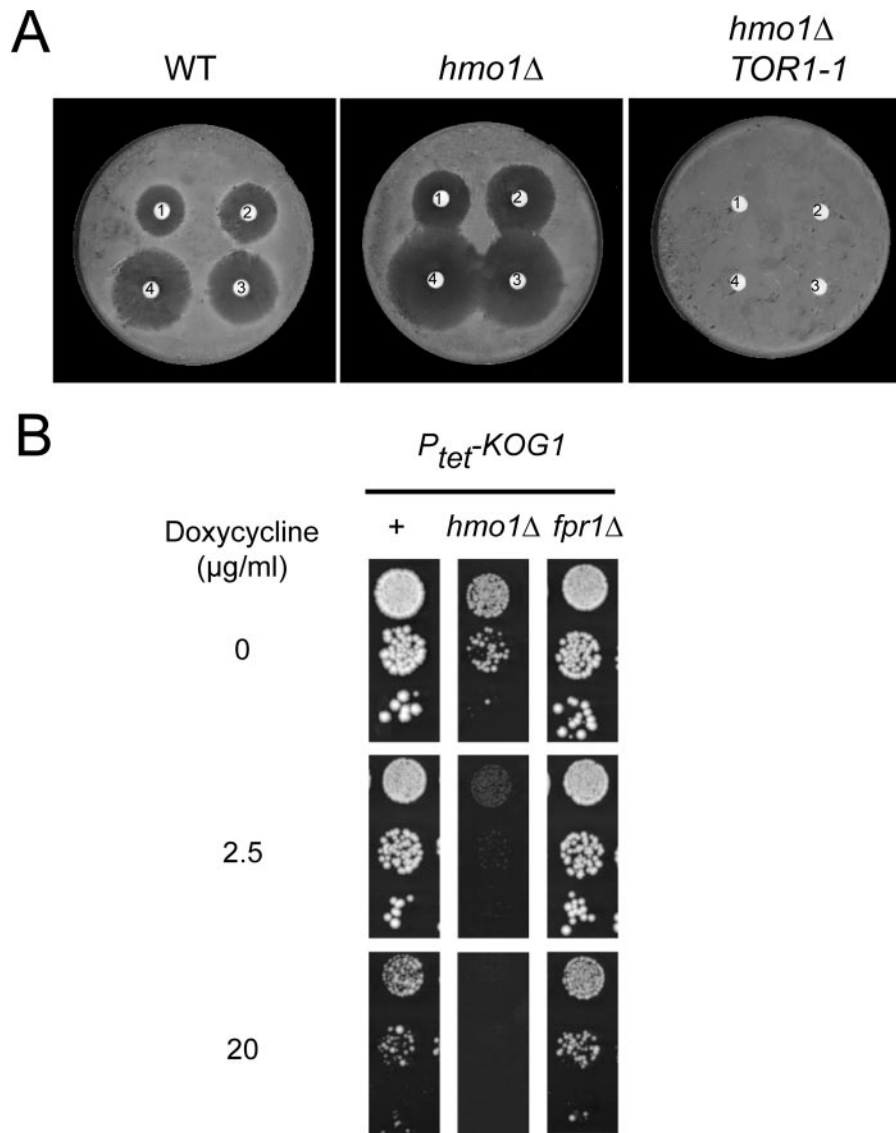 A
WT
hmo1Δ
hmo1Δ
TOR1-1
1
2
4
3
1
2
4
3
1
2
4
3
B
Ptet-KOG1
Doxycycline
(µg/ml)
+ hmo1Δ fpr1Δ
0
2.5
20